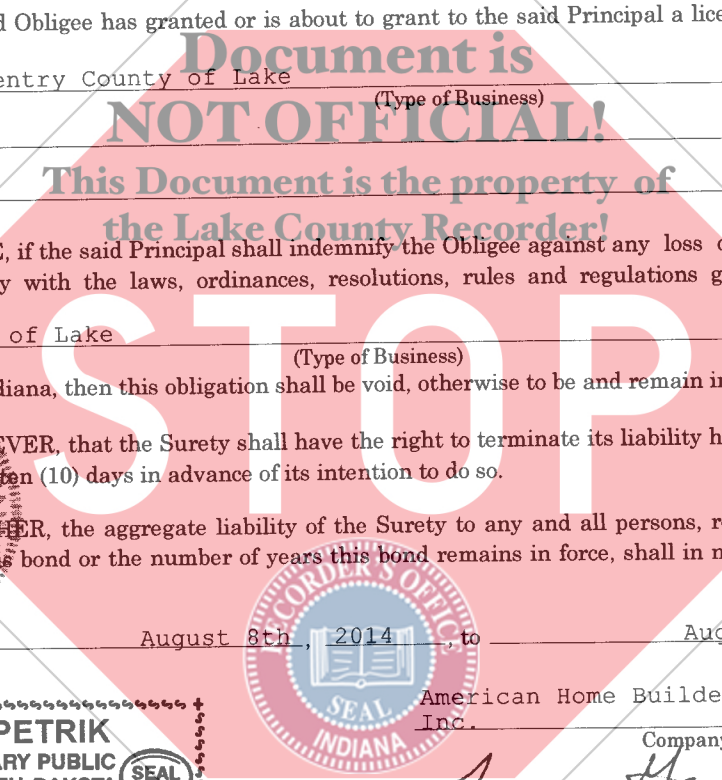 d Obligee has granted or is about to grant to the said Principal a lice
Document is
entry County of Lake
(Type of Business)
NOT OFFICIAL!
This Document is the property of
the Lake County Recorder!
E, if the said Principal shall indemnify the Obligee against any loss
y with the laws, ordinances, resolutions, rules and regulations g
STOP
of Lake
(Type of Business)
diana, then this obligation shall be void, otherwise to be and remain in
EVER, that the Surety shall have the right to terminate its liability h
ten (10) days in advance of its intention to do so.
HER, the aggregate liability of the Surety to any and all persons, r
s bond or the number of years this bond remains in force, shall in n
RECORDER'S OFFICE
August 8th, 2014, to Aug
SEAL
INDIANA
American Home Builde
Inc.
Company
PETRIK
ARY PUBLIC
SEAL